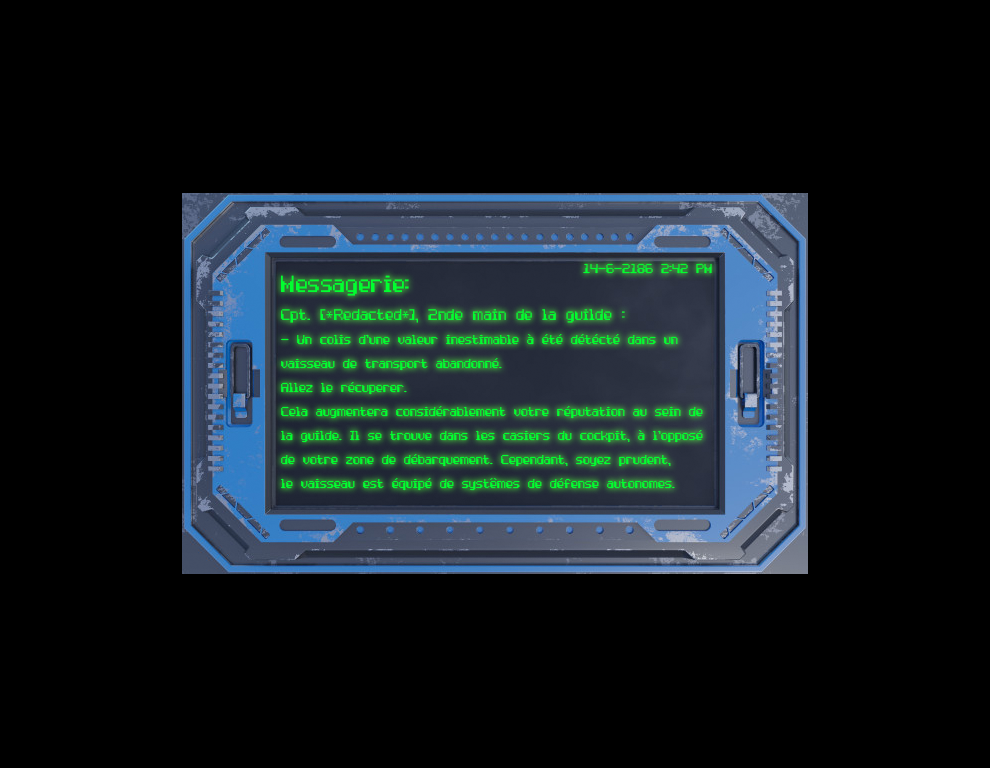 14-6-2186 2:42 PM
Messagerie:
Cpt. [*Redacted*], 2nde main de la guilde :
- Un colis d'une valeur inestimable à été détécté dans un
vaisseau de transport abandonné.
Allez le récuperer.
Cela augmentera considérablement votre réputation au sein de
la guilde. Il se trouve dans les casiers du cockpit, à l'opposé
de votre zone de débarquement. Cependant, soyez prudent,
le vaisseau est équipé de systêmes de défense autonomes.